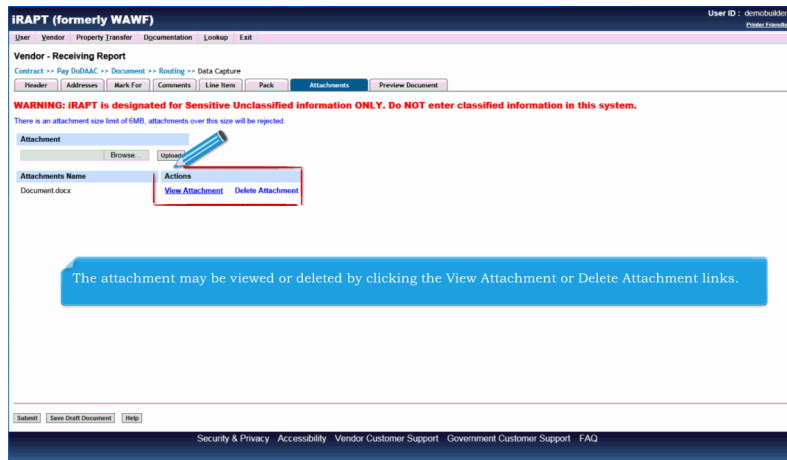 iRAPT (formerly WAWF)
User ID : demobuilder
Printer Friendly
User Vendor Property Transfer Documentation Lookup Exit
Vendor - Receiving Report
Contract >> Pay DoDAAC >> Document >> Routing >> Data Capture
Header Addresses Mark For Comments Line Item Pack Attachments Preview Document
WARNING: iRAPT is designated for Sensitive Unclassified information ONLY. Do NOT enter classified information in this system.
There is an attachment size limit of 6MB, attachments over this size will be rejected.
Attachment
Browse... Upload
Attachments Name Actions
Document.docx View Attachment Delete Attachment
The attachment may be viewed or deleted by clicking the View Attachment or Delete Attachment links.
Submit Save Draft Document Help
Security & Privacy Accessibility Vendor Customer Support Government Customer Support FAQ